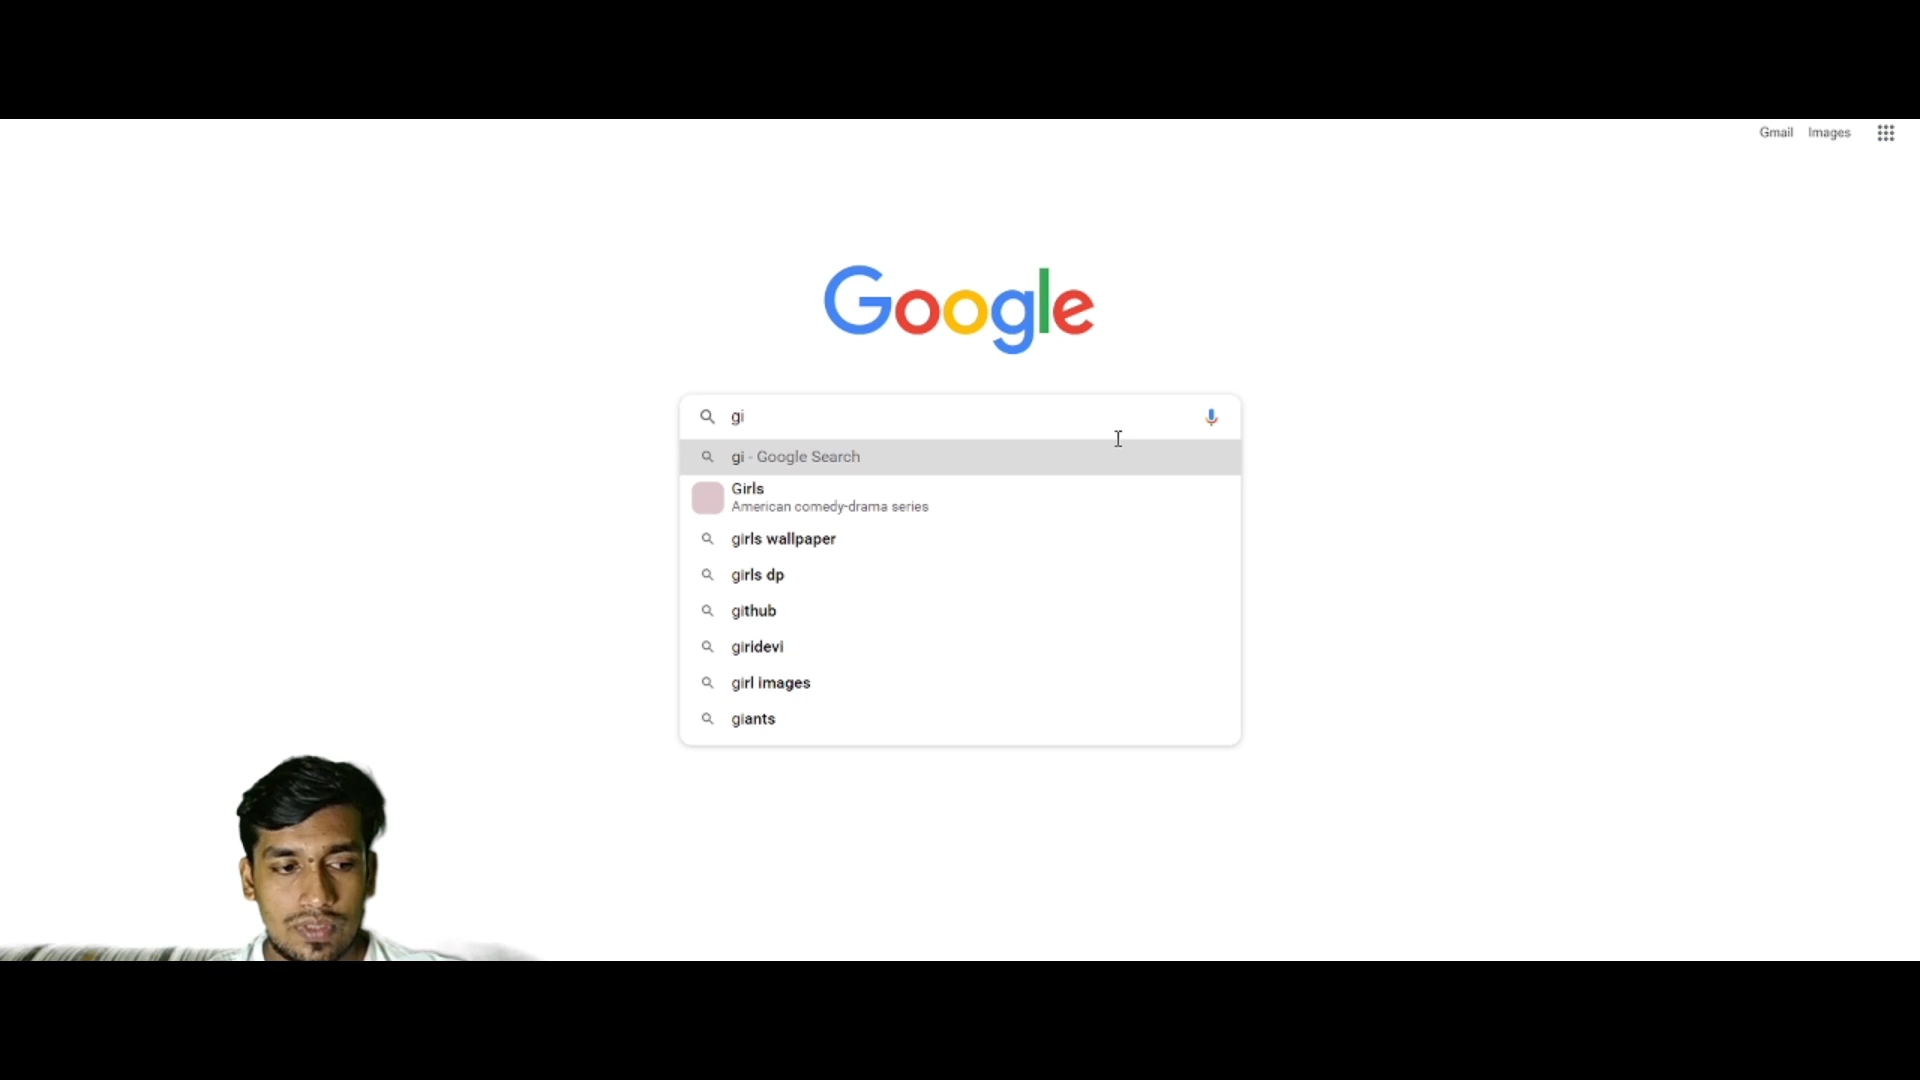 Gmail Images
Google
gi
gi - Google Search
Girls
American comedy-drama series
girls wallpaper
girls dp
github
giridevi
girl images
giants